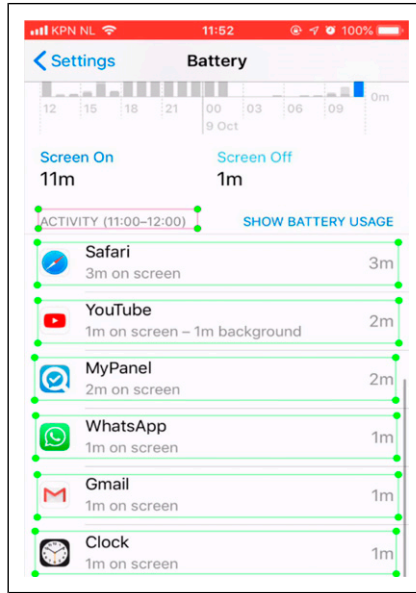 KPN NL 11:52 100%
Settings Battery
0m
12 15 18 21 00 03 06 09
9 Oct
Screen On Screen Off
11m 1m
ACTIVITY (11:00–12:00) SHOW BATTERY USAGE
Safari
3m on screen 3m
YouTube
1m on screen – 1m background 2m
MyPanel
2m on screen 2m
WhatsApp
1m on screen 1m
Gmail
1m on screen 1m
Clock
1m on screen 1m